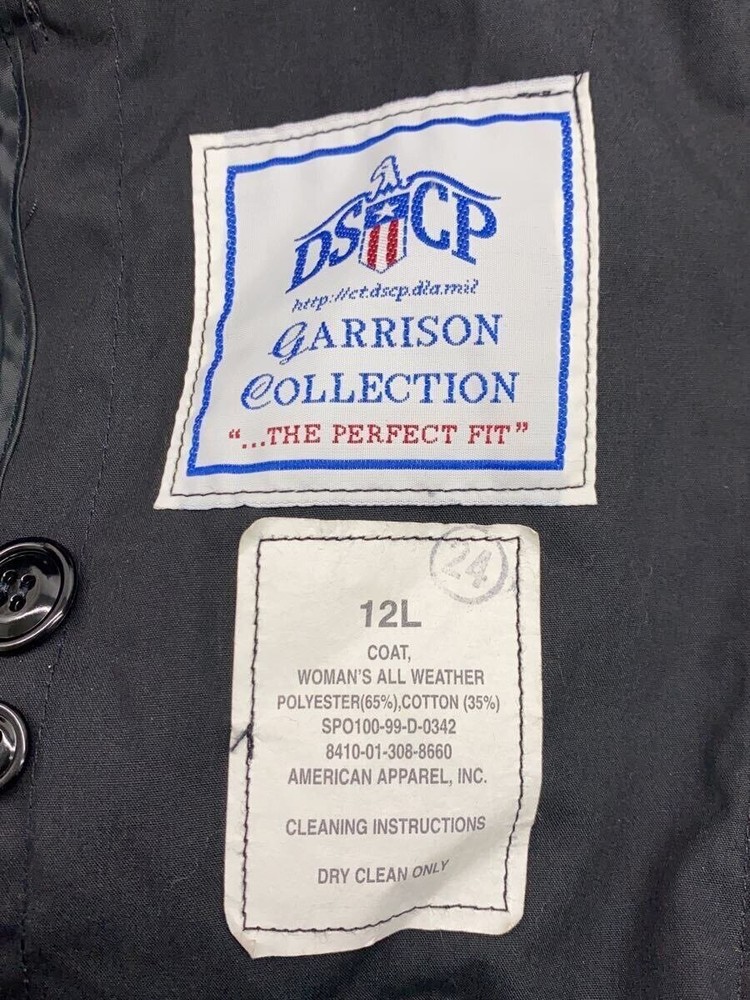 DSCP
http://ct.dscp.dla.mil
GARRISON
COLLECTION
"...THE PERFECT FIT"
24
12L
COAT,
WOMAN'S ALL WEATHER
POLYESTER(65%),COTTON (35%)
SPO100-99-D-0342
8410-01-308-8660
AMERICAN APPAREL, INC.
CLEANING INSTRUCTIONS
DRY CLEAN ONLY